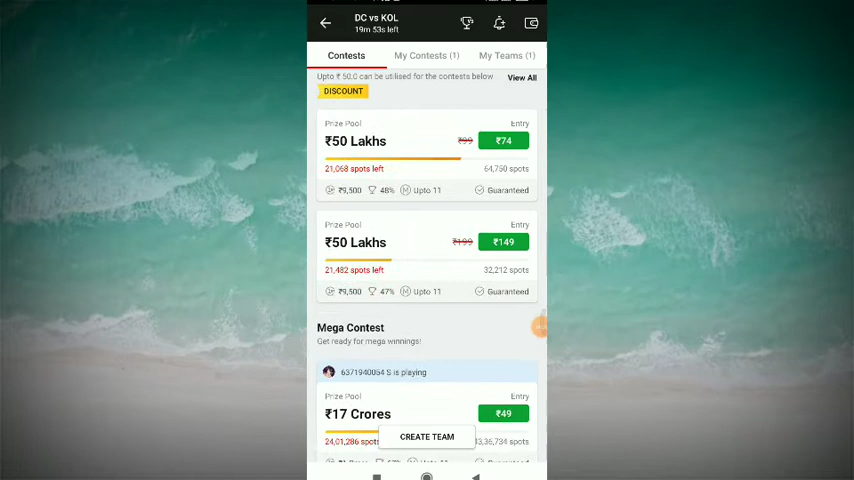 DC vs KOL
19m 53s left
Contests
My Contests (1)
My Teams (1)
Upto ₹ 50.0 can be utilised for the contests below
View All
DISCOUNT
Prize Pool
Entry
₹50 Lakhs
₹99
₹74
21,068 spots left
64,750 spots
₹9,500
48%
M
Upto 11
Guaranteed
Prize Pool
Entry
₹50 Lakhs
₹199
₹149
21,482 spots left
32,212 spots
₹9,500
47%
M
Upto 11
Guaranteed
Mega Contest
Get ready for mega winnings!
6371940054 S is playing
Prize Pool
Entry
₹17 Crores
₹49
CREATE TEAM
24,01,286 spots
43,36,734 spots